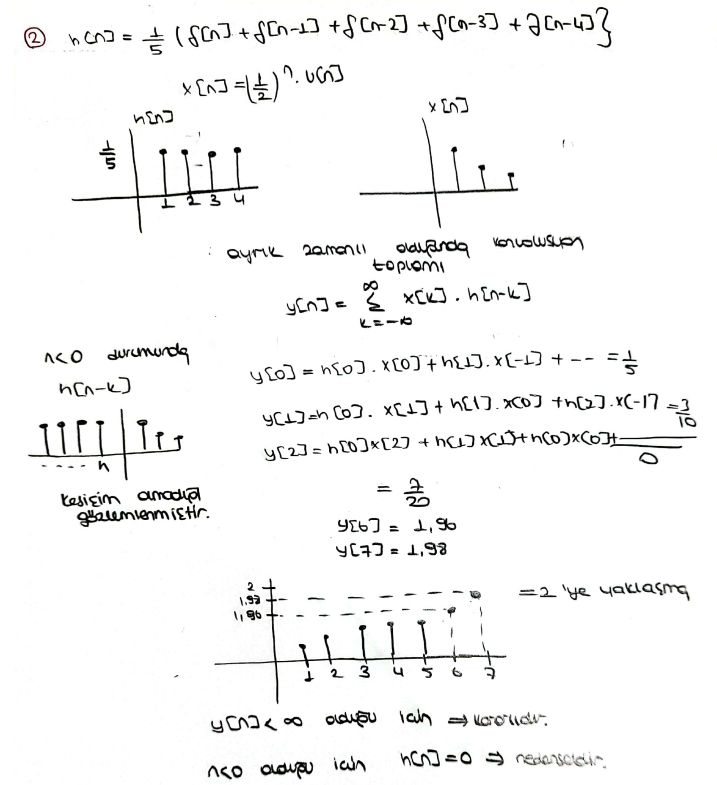 ② h[n] = 1/5 (δ[n] + δ[n-1] + δ[n-2] + δ[n-3] + δ[n-4]}
x[n] = (1/2)^n . u[n]
h[n]
x[n]
1/5
1 2 3 4
ayrık zamanlı olduğunda konvolüsyon
toplamı
y[n] = ∞ Σ k=-∞ x[k] . h[n-k]
n<0 durumunda
h[n-k]
n
kesişim olmadığı
gözlemlenmiştir.
y[0] = h[0] . x[0] + h[1] . x[-1] + -- = 1/5
y[1] = h[0] . x[1] + h[1] . x[0] + h[2] . x[-1] = 3/10
y[2] = h[0] x[2] + h[1] x[1] + h[0] x[0] +
0
= 7/20
y[6] = 1,96
y[7] = 1,98
2
1.98
1,96
1 2 3 4 5 6 7
= 2 'ye yaklaşma
y[n] < ∞ olduğu için ⇒ kararlıdır.
n<0 olduğu için h[n] = 0 ⇒ nedenseldir.